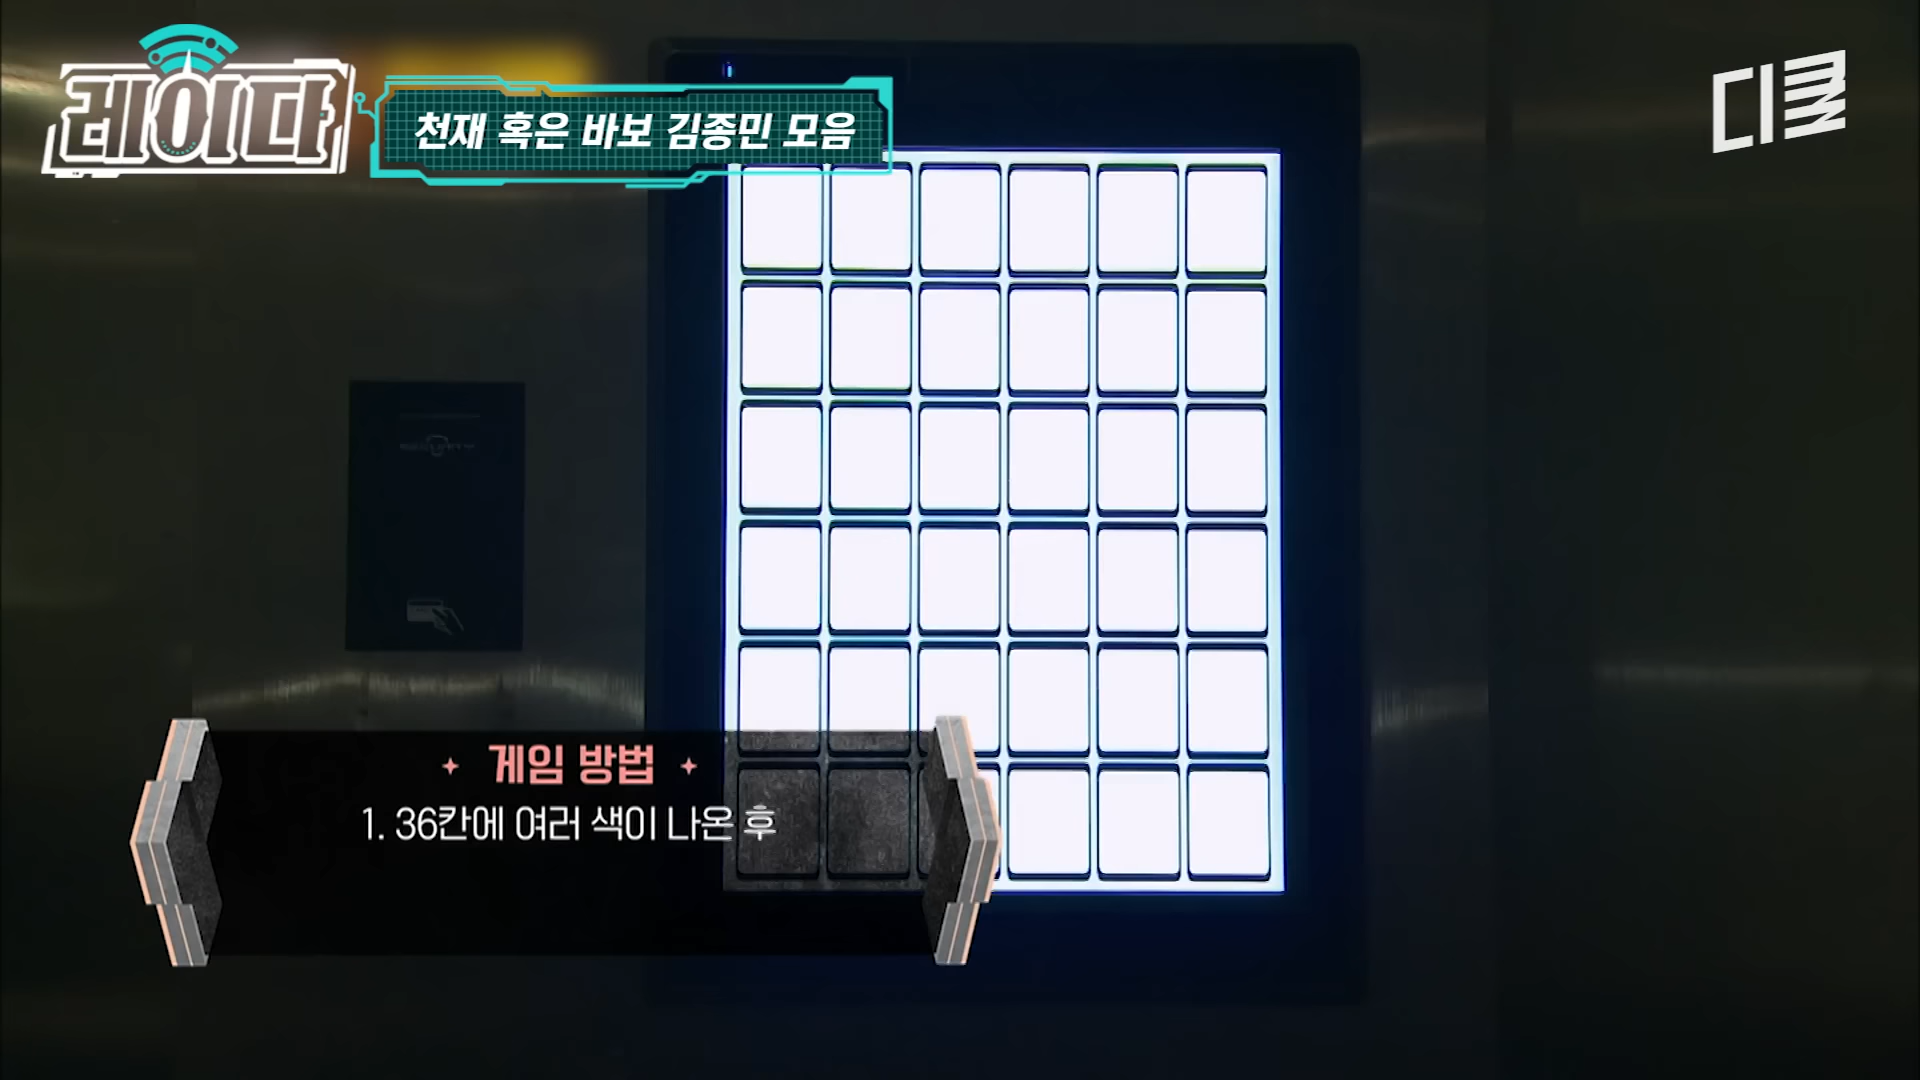 레이다
천재 혹은 바보 김종민 모음
디글
게임 방법
1. 36칸에 여러 색이 나온 후